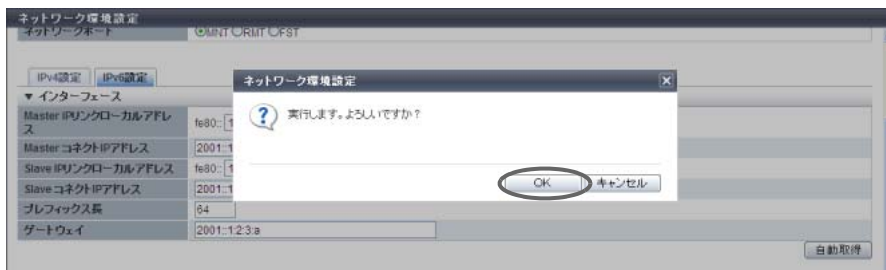 ネットワーク環境設定
ネットワークポート ◉MNT ○RMT ○FST
IPv4設定 IPv6設定
▼ インターフェース
ネットワーク環境設定
実行します。よろしいですか?
OK キャンセル
Master IPリンクローカルアドレス fe80:: 1
Master コネクトIPアドレス 2001::1
Slave IPリンクローカルアドレス fe80:: 1
Slave コネクトIPアドレス 2001::1
プレフィックス長 64
ゲートウェイ 2001::1:2:3:a
自動取得